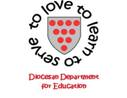 to love to learn to serve
Diocesan Department
for Education